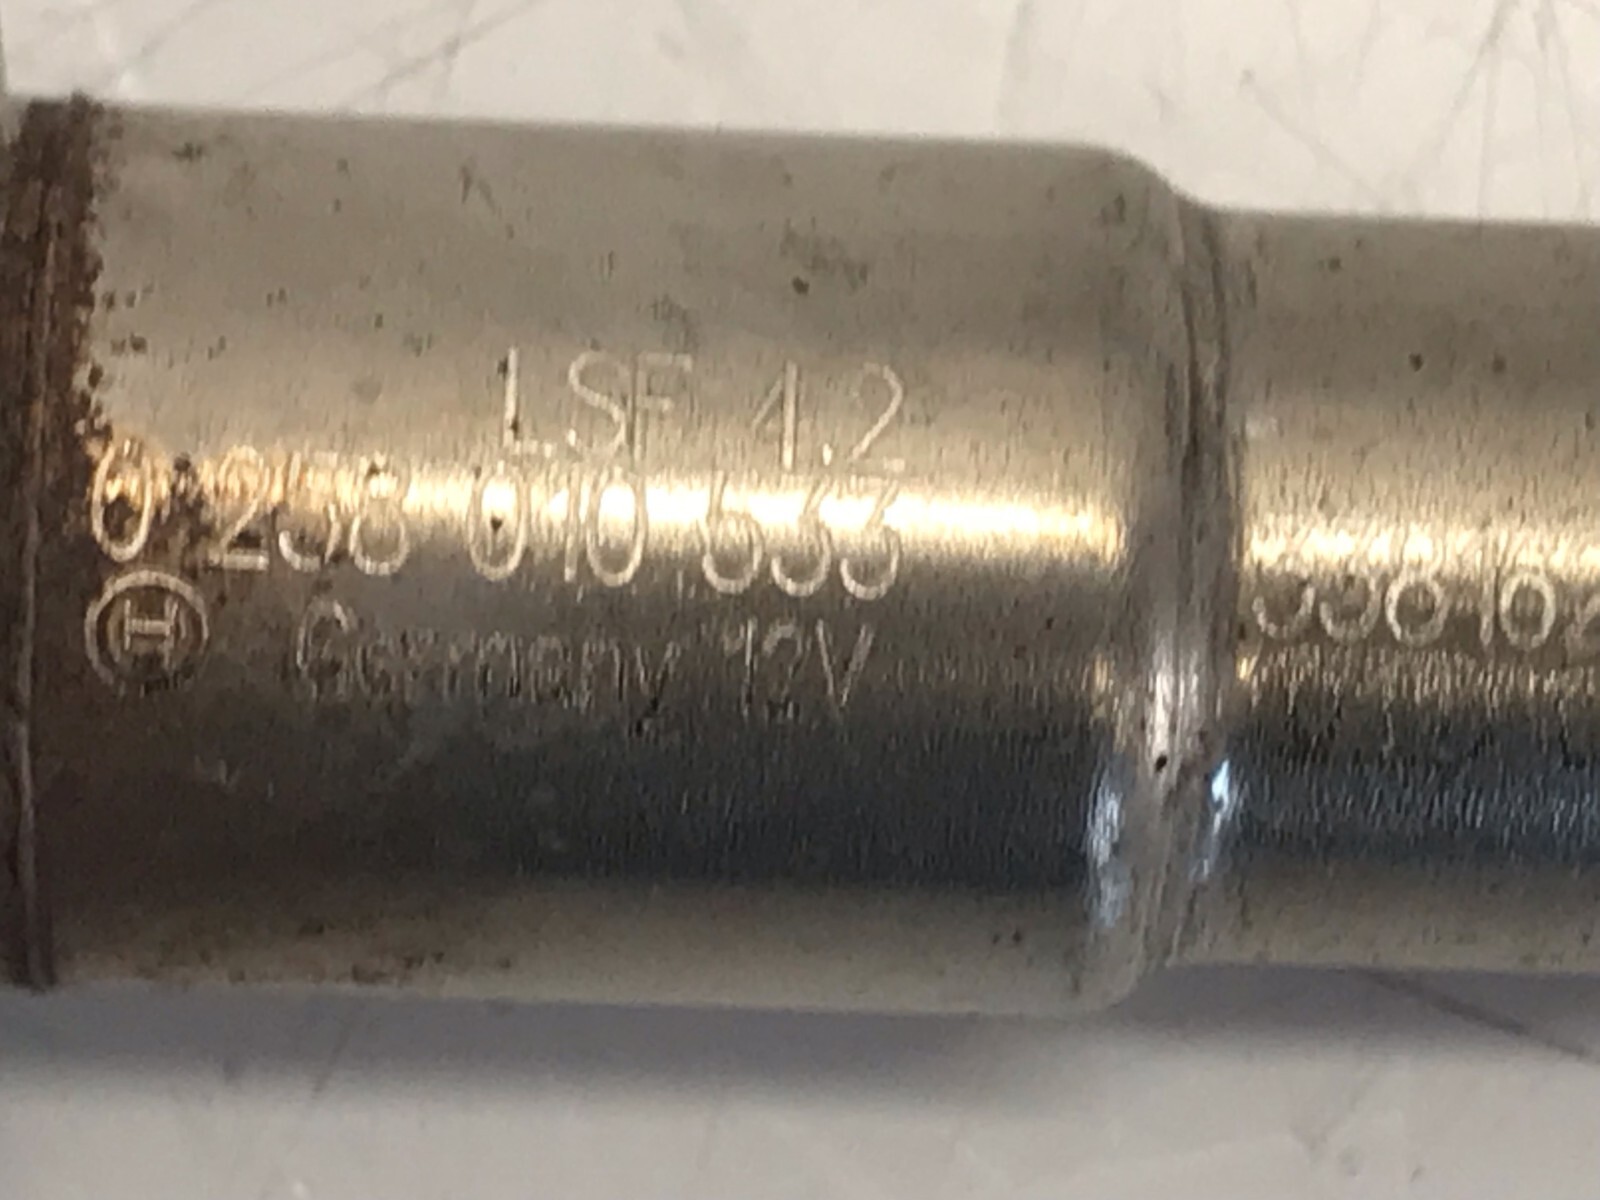 LSF 4.2
0 258 010 533
H Germany 12V